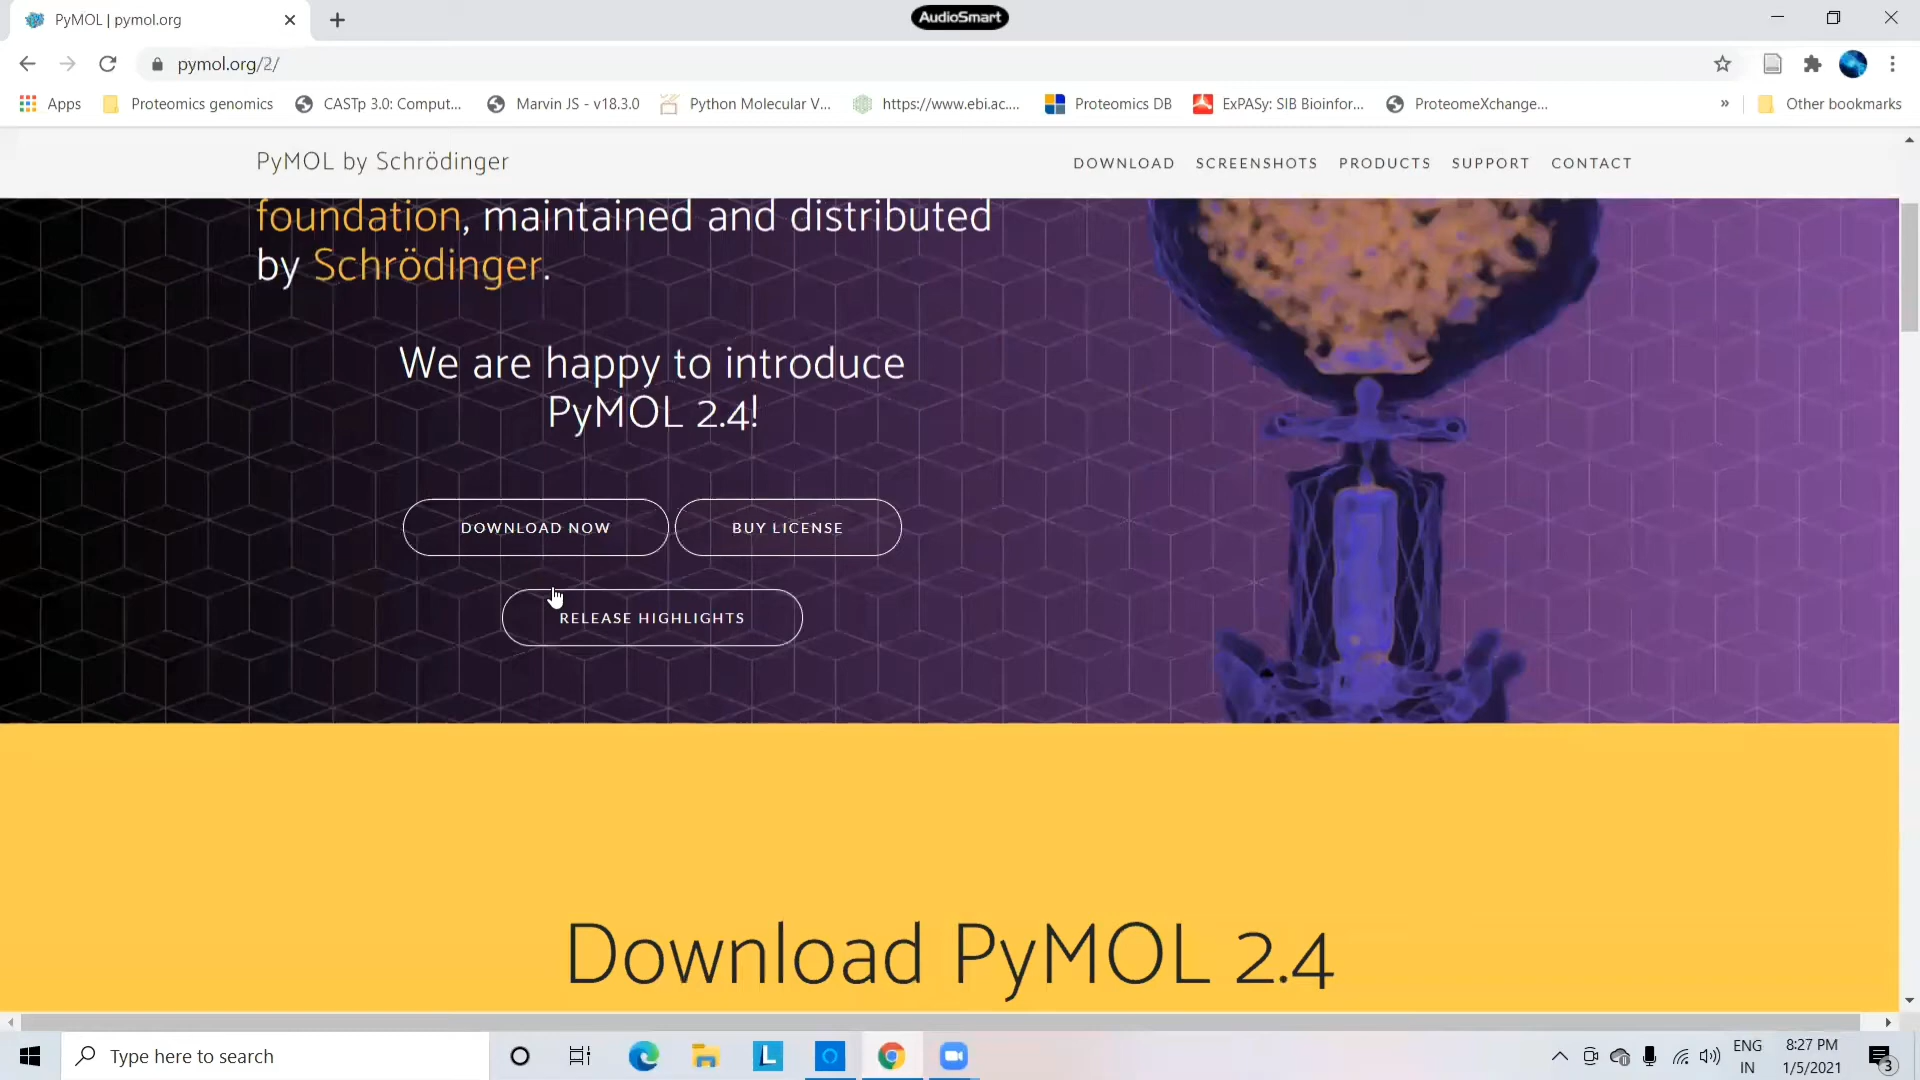 PyMOL | pymol.org
AudioSmart
pymol.org/2/
Apps
Proteomics genomics
CASTp 3.0: Comput...
Marvin JS - v18.3.0
Python Molecular V...
https://www.ebi.ac....
Proteomics DB
ExPASy: SIB Bioinfor...
ProteomeXchange...
»
Other bookmarks
PyMOL by Schrödinger
DOWNLOAD SCREENSHOTS PRODUCTS SUPPORT CONTACT
foundation, maintained and distributed
by Schrödinger.
We are happy to introduce
PyMOL 2.4!
DOWNLOAD NOW
BUY LICENSE
RELEASE HIGHLIGHTS
Download PyMOL 2.4
Type here to search
L
ENG
IN
8:27 PM
1/5/2021
3